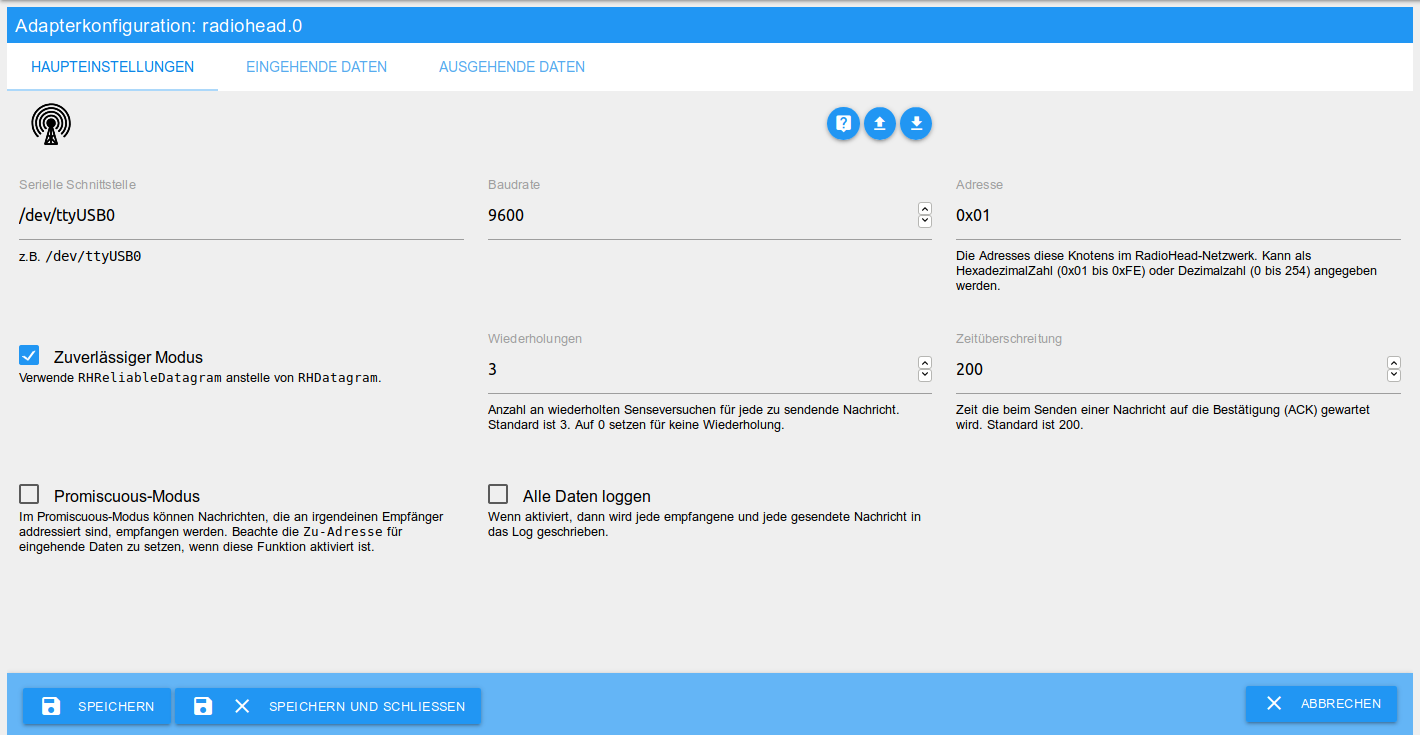 Adapterkonfiguration: radiohead.0
HAUPTEINSTELLUNGEN
EINGEHENDE DATEN
AUSGEHENDE DATEN
Serielle Schnittstelle
/dev/ttyUSB0
z.B. /dev/ttyUSB0
Baudrate
9600
Adresse
0x01
Die Adresses diese Knotens im RadioHead-Netzwerk. Kann als
HexadezimalZahl (0x01 bis 0xFE) oder Dezimalzahl (0 bis 254) angegeben
werden.
Zuverlässiger Modus
Verwende RHReliableDatagram anstelle von RHDatagram.
Wiederholungen
3
Anzahl an wiederholten Senseversuchen für jede zu sendende Nachricht.
Standard ist 3. Auf 0 setzen für keine Wiederholung.
Zeitüberschreitung
200
Zeit die beim Senden einer Nachricht auf die Bestätigung (ACK) gewartet
wird. Standard ist 200.
Promiscuous-Modus
Im Promiscuous-Modus können Nachrichten, die an irgendeinen Empfänger
addressiert sind, empfangen werden. Beachte die Zu-Adresse für
eingehende Daten zu setzen, wenn diese Funktion aktiviert ist.
Alle Daten loggen
Wenn aktiviert, dann wird jede empfangene und jede gesendete Nachricht in
das Log geschrieben.
SPEICHERN
SPEICHERN UND SCHLIESSEN
ABBRECHEN